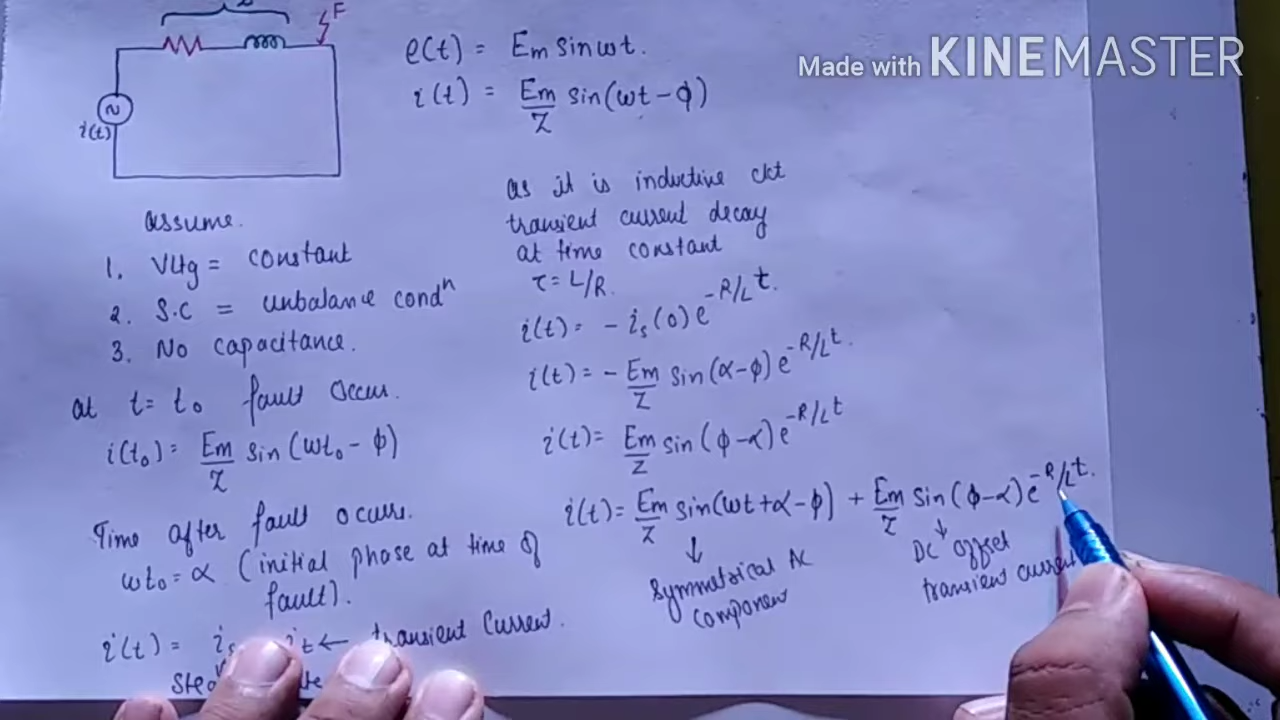 F
i(t)
e(t) = Em sin ωt.
i(t) = Em/Z sin(ωt - ϕ)
Made with KINEMASTER
assume.
1. Vltg = constant
2. S.C = unbalance condⁿ
3. No capacitance.
at t = t₀ fault occur.
i(t₀) = Em/Z sin(ωt₀ - ϕ)
Time after fault occurs.
ωt₀ = α (initial phase at time of
fault).
i(t) = t ← transient current.
as it is inductive ckt
transient current decay
at time constant
τ = L/R.
i(t) = - iₛ(0) e^-R/L t.
i(t) = - Em/Z sin(α - ϕ) e^-R/L t.
i(t) = Em/Z sin(ϕ - α) e^-R/L t
i(t) = Em/Z sin(ωt + α - ϕ) + Em/Z sin(ϕ - α) e^-R/L t.
↓ Symmetrical AC
component
↓ DC offset
transient current